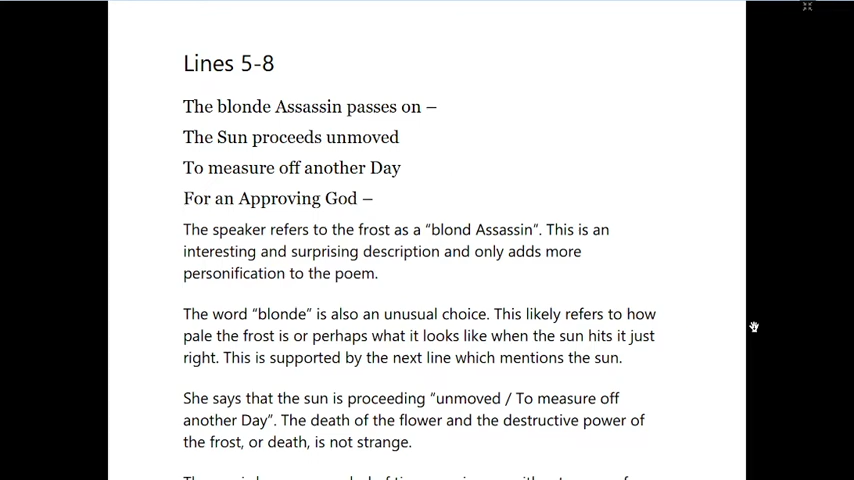 Lines 5-8
The blonde Assassin passes on –
The Sun proceeds unmoved
To measure off another Day
For an Approving God –
The speaker refers to the frost as a “blond Assassin”. This is an
interesting and surprising description and only adds more
personification to the poem.
The word “blonde” is also an unusual choice. This likely refers to how
pale the frost is or perhaps what it looks like when the sun hits it just
right. This is supported by the next line which mentions the sun.
She says that the sun is proceeding “unmoved / To measure off
another Day”. The death of the flower and the destructive power of
the frost, or death, is not strange.